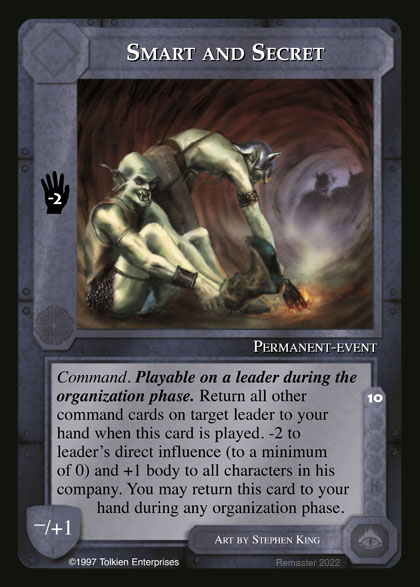 Smart and Secret
-2
Permanent-event
Command. Playable on a leader during the
organization phase. Return all other
command cards on target leader to your
hand when this card is played. -2 to
leader's direct influence (to a minimum
of 0) and +1 body to all characters in his
company. You may return this card to your
hand during any organization phase.
10
H
–/+1
Art by Stephen King
©1997 Tolkien Enterprises
Remaster 2022